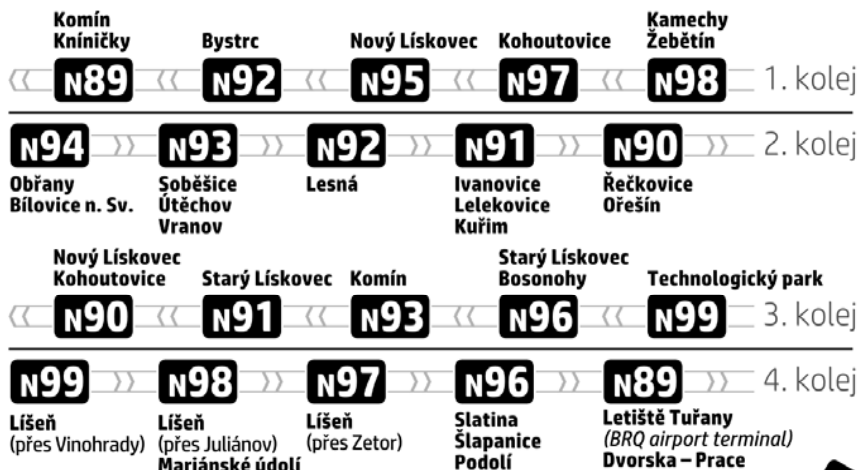 Komín
Kníničky
Bystrc
Nový Lískovec
Kohoutovice
Kamechy
Žebětín
N89 N92 N95 N97 N98 1. kolej
N94 N93 N92 N91 N90 2. kolej
Obřany
Bílovice n. Sv.
Soběšice
Útěchov
Vranov
Lesná
Ivanovice
Lelekovice
Kuřim
Řečkovice
Ořešín
Nový Lískovec
Kohoutovice
Starý Lískovec
Komín
Starý Lískovec
Bosonohy
Technologický park
N90 N91 N93 N96 N99 3. kolej
N99 N98 N97 N96 N89 4. kolej
Líšeň
(přes Vinohrady)
Líšeň
(přes Juliánov)
Mariánské údolí
Líšeň
(přes Zetor)
Slatina
Šlapanice
Podolí
Letiště Tuřany
(BRQ airport terminal)
Dvorska – Prace